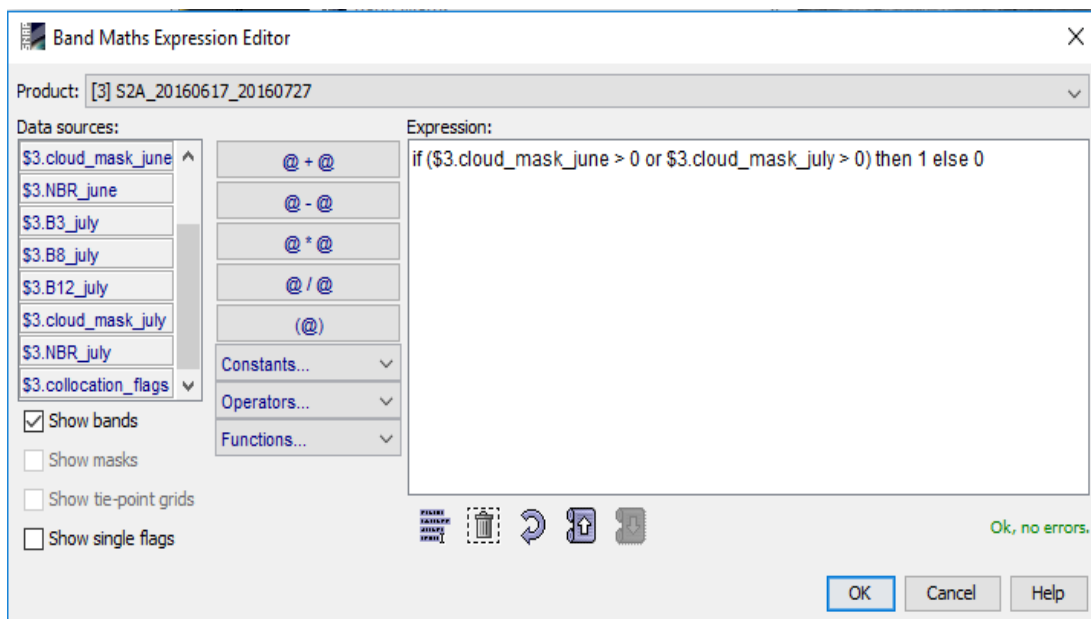 Band Maths Expression Editor
Product: [3] S2A_20160617_20160727
Data sources:
Expression:
$3.cloud_mask_june
$3.NBR_june
$3.B3_july
$3.B8_july
$3.B12_july
$3.cloud_mask_july
$3.NBR_july
$3.collocation_flags
@ + @
@ - @
@ * @
@ / @
(@)
Constants...
Operators...
Functions...
if ($3.cloud_mask_june > 0 or $3.cloud_mask_july > 0) then 1 else 0
Show bands
Show masks
Show tie-point grids
Show single flags
Ok, no errors.
OK
Cancel
Help